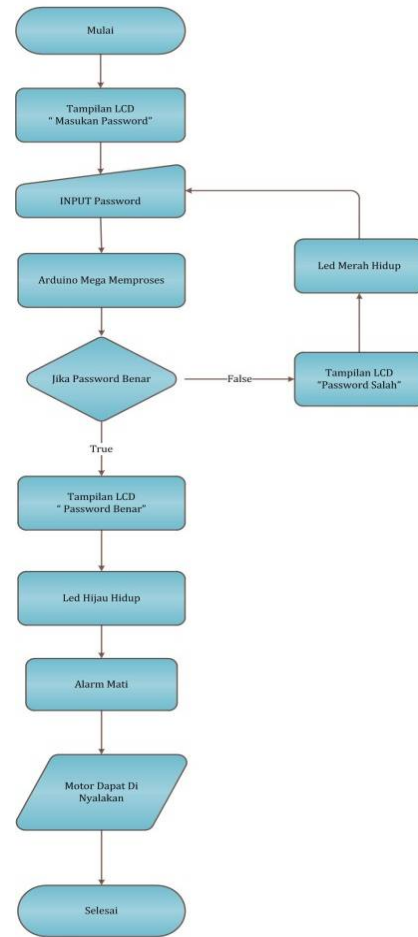 Mulai
Tampilan LCD
“ Masukan Password”
INPUT Password
Arduino Mega Memproses
Led Merah Hidup
Jika Password Benar
False
Tampilan LCD
“Password Salah”
True
Tampilan LCD
“ Password Benar”
Led Hijau Hidup
Alarm Mati
Motor Dapat Di
Nyalakan
Selesai